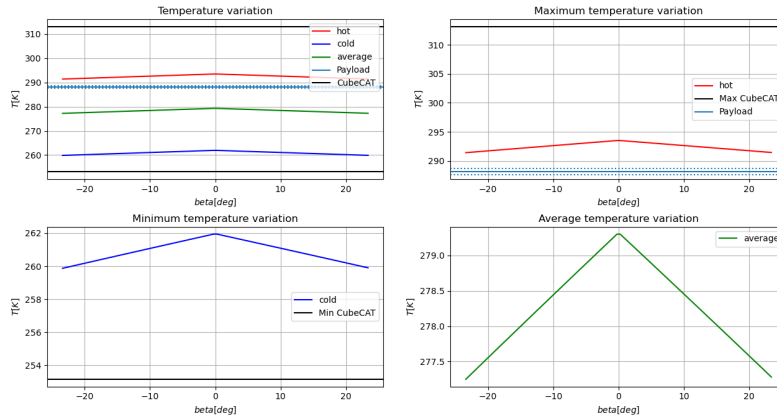 Temperature variation
310
300
290
280
270
260
T[K]
hot
cold
average
Payload
CubeCAT
−20
−10
0
10
20
beta[deg]
Maximum temperature variation
310
305
300
295
290
T[K]
hot
Max CubeCAT
Payload
−20
−10
0
10
20
beta[deg]
Minimum temperature variation
262
260
258
256
254
T[K]
cold
Min CubeCAT
−20
−10
0
10
20
beta[deg]
Average temperature variation
279.0
278.5
278.0
277.5
T[K]
average
−20
−10
0
10
20
beta[deg]